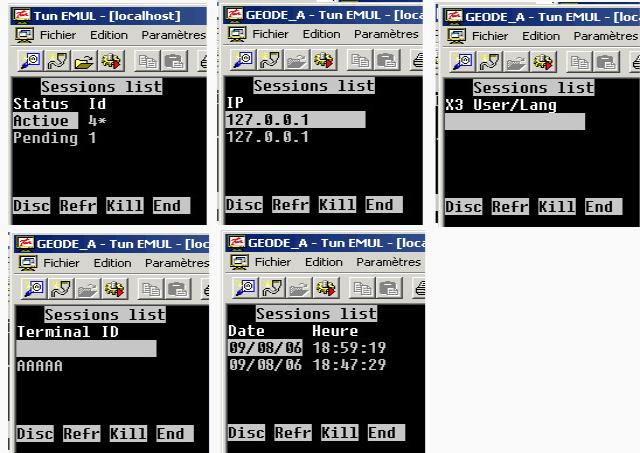 Tun EMUL - [localhost]
Fichier Edition Paramètres
Sessions list
Status Id
Active 4*
Pending 1
Disc Refr Kill End
GEODE_A - Tun EMUL - [loca
Fichier Edition Paramètres
Sessions list
IP
127.0.0.1
127.0.0.1
Disc Refr Kill End
GEODE_A - Tun EMUL - [loc
Fichier Edition Paramètres
Sessions list
X3 User/Lang
Disc Refr Kill End
GEODE_A - Tun EMUL - [loc
Fichier Edition Paramètres
Sessions list
Terminal ID
AAAAA
Disc Refr Kill End
GEODE_A - Tun EMUL - [loca
Fichier Edition Paramètres
Sessions list
Date Heure
09/08/06 18:59:19
09/08/06 18:47:29
Disc Refr Kill End